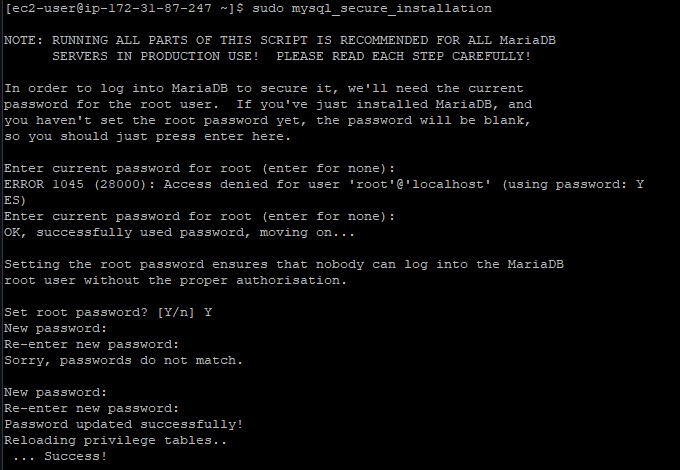 [ec2-user@ip-172-31-87-247 ~]$ sudo mysql_secure_installation
NOTE: RUNNING ALL PARTS OF THIS SCRIPT IS RECOMMENDED FOR ALL MariaDB
SERVERS IN PRODUCTION USE!  PLEASE READ EACH STEP CAREFULLY!
In order to log into MariaDB to secure it, we'll need the current
password for the root user.  If you've just installed MariaDB, and
you haven't set the root password yet, the password will be blank,
so you should just press enter here.
Enter current password for root (enter for none):
ERROR 1045 (28000): Access denied for user 'root'@'localhost' (using password: Y
ES)
Enter current password for root (enter for none):
OK, successfully used password, moving on...
Setting the root password ensures that nobody can log into the MariaDB
root user without the proper authorisation.
Set root password? [Y/n] Y
New password:
Re-enter new password:
Sorry, passwords do not match.
New password:
Re-enter new password:
Password updated successfully!
Reloading privilege tables..
... Success!